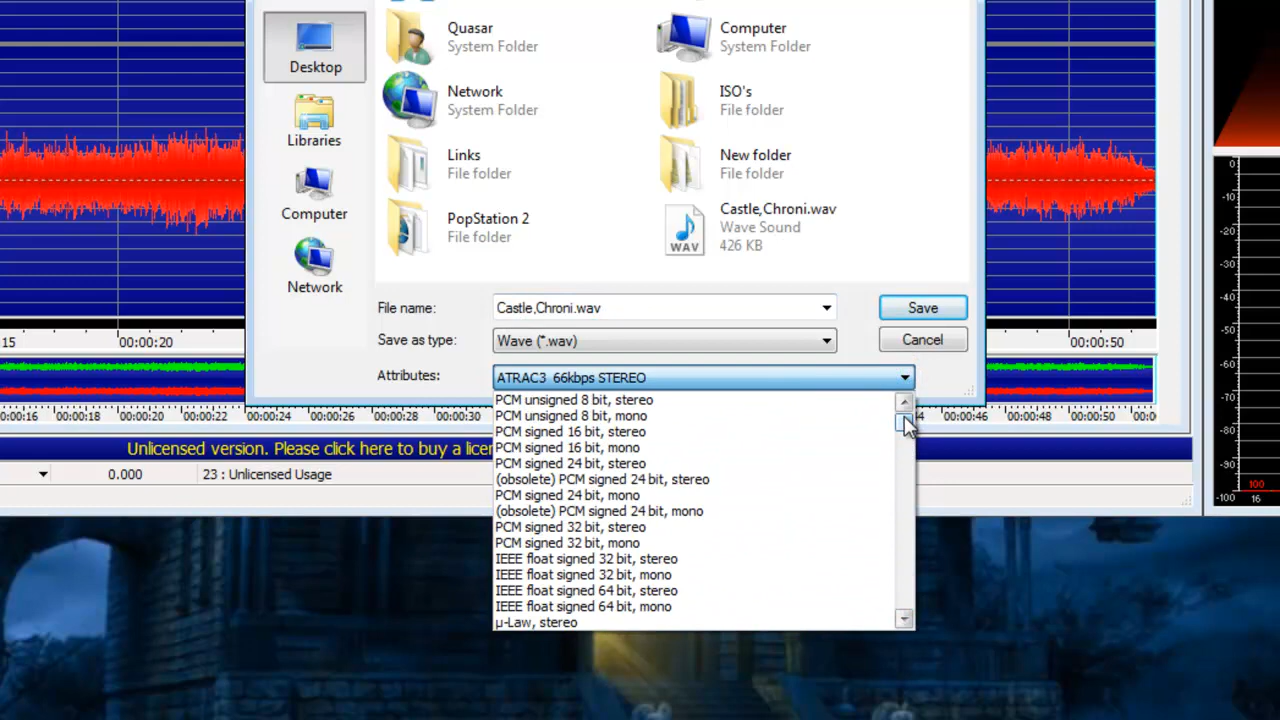 Desktop
Libraries
Computer
Network
Quasar
System Folder
Computer
System Folder
Network
System Folder
ISO's
File folder
Links
File folder
New folder
File folder
PopStation 2
File folder
WAV
Castle,Chroni.wav
Wave Sound
426 KB
File name:
Castle,Chroni.wav
Save
Save as type:
Wave (*.wav)
Cancel
Attributes:
ATRAC3 66kbps STEREO
PCM unsigned 8 bit, stereo
PCM unsigned 8 bit, mono
PCM signed 16 bit, stereo
PCM signed 16 bit, mono
PCM signed 24 bit, stereo
(obsolete) PCM signed 24 bit, stereo
PCM signed 24 bit, mono
(obsolete) PCM signed 24 bit, mono
PCM signed 32 bit, stereo
PCM signed 32 bit, mono
IEEE float signed 32 bit, stereo
IEEE float signed 32 bit, mono
IEEE float signed 64 bit, stereo
IEEE float signed 64 bit, mono
µ-Law, stereo
15 00:00:20 00:00:50
00:00:16 00:00:18 00:00:20 00:00:22 00:00:24 00:00:26 00:00:28 00:00:30 44 00:00:46 00:00:48 00:00:50 00:0
Unlicensed version. Please click here to buy a licen
0.000 23 : Unlicensed Usage
0
-10
-20
-30
-40
-50
-60
-70
-80
-90
-100
100
16